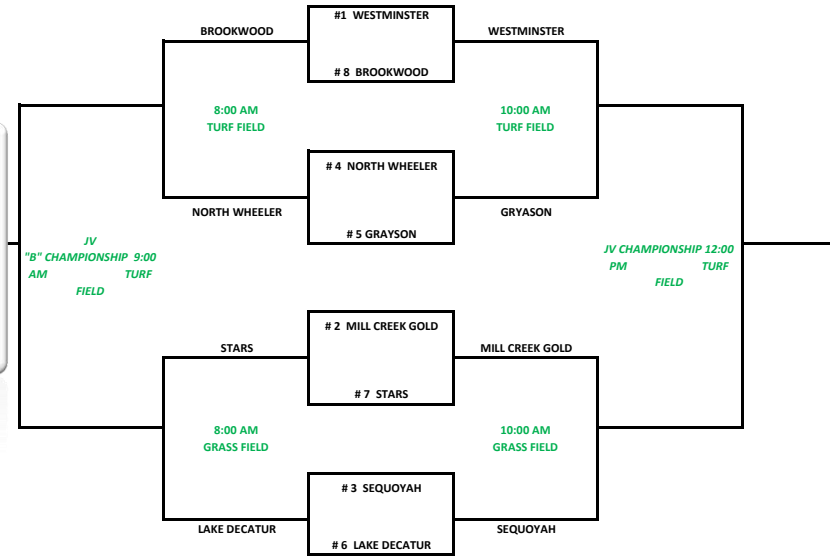 #1 WESTMINSTER
BROOKWOOD
WESTMINSTER
# 8 BROOKWOOD
8:00 AM
TURF FIELD
10:00 AM
TURF FIELD
# 4 NORTH WHEELER
NORTH WHEELER
GRYASON
# 5 GRAYSON
JV
"B" CHAMPIONSHIP 9:00
AM TURF
FIELD
JV CHAMPIONSHIP 12:00
PM TURF
FIELD
# 2 MILL CREEK GOLD
STARS
MILL CREEK GOLD
# 7 STARS
8:00 AM
GRASS FIELD
10:00 AM
GRASS FIELD
# 3 SEQUOYAH
LAKE DECATUR
SEQUOYAH
# 6 LAKE DECATUR